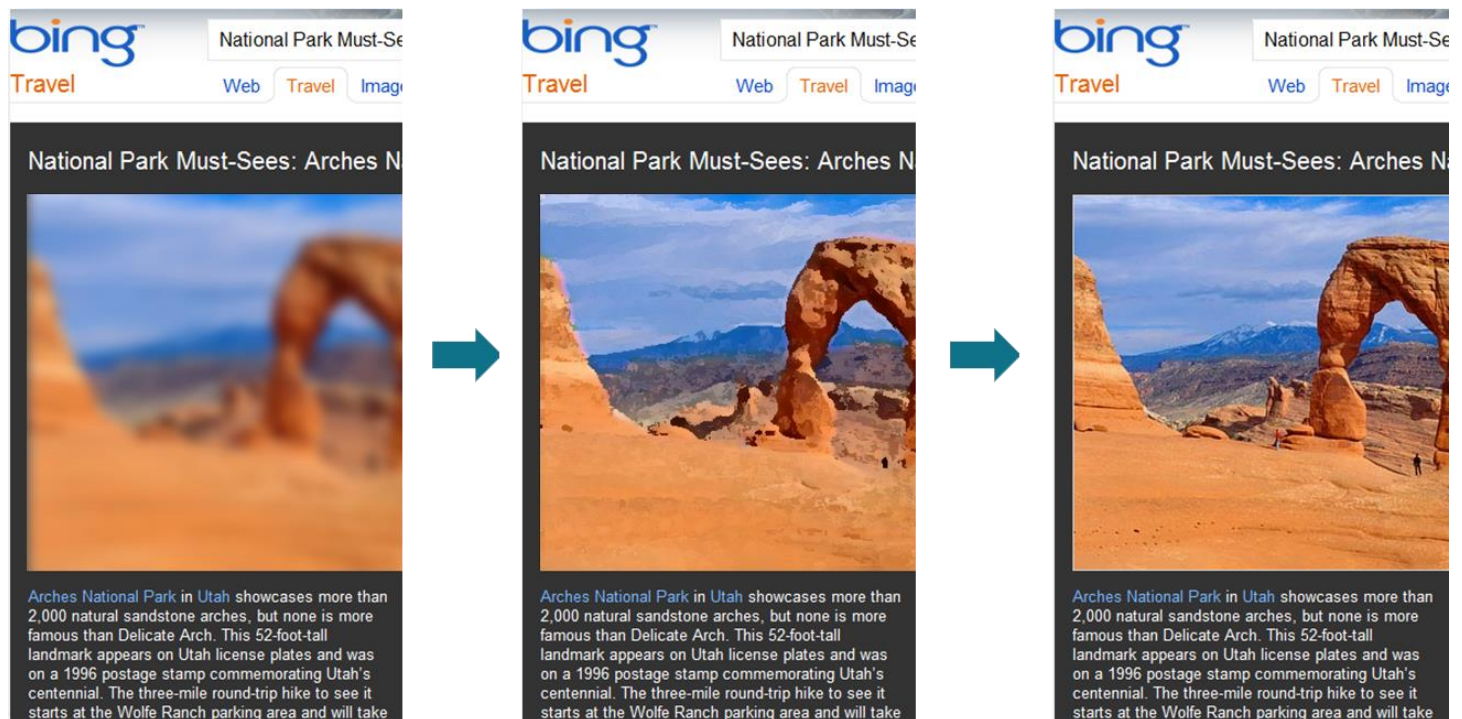 bing™
National Park Must-Se
Travel
Web Travel Image
National Park Must-Sees: Arches N
Arches National Park in Utah showcases more than
2,000 natural sandstone arches, but none is more
famous than Delicate Arch. This 52-foot-tall
landmark appears on Utah license plates and was
on a 1996 postage stamp commemorating Utah's
centennial. The three-mile round-trip hike to see it
starts at the Wolfe Ranch parking area and will take
bing™
National Park Must-Se
Travel
Web Travel Image
National Park Must-Sees: Arches N
Arches National Park in Utah showcases more than
2,000 natural sandstone arches, but none is more
famous than Delicate Arch. This 52-foot-tall
landmark appears on Utah license plates and was
on a 1996 postage stamp commemorating Utah's
centennial. The three-mile round-trip hike to see it
starts at the Wolfe Ranch parking area and will take
bing™
National Park Must-Se
Travel
Web Travel Image
National Park Must-Sees: Arches Na
Arches National Park in Utah showcases more than
2,000 natural sandstone arches, but none is more
famous than Delicate Arch. This 52-foot-tall
landmark appears on Utah license plates and was
on a 1996 postage stamp commemorating Utah's
centennial. The three-mile round-trip hike to see it
starts at the Wolfe Ranch parking area and will take